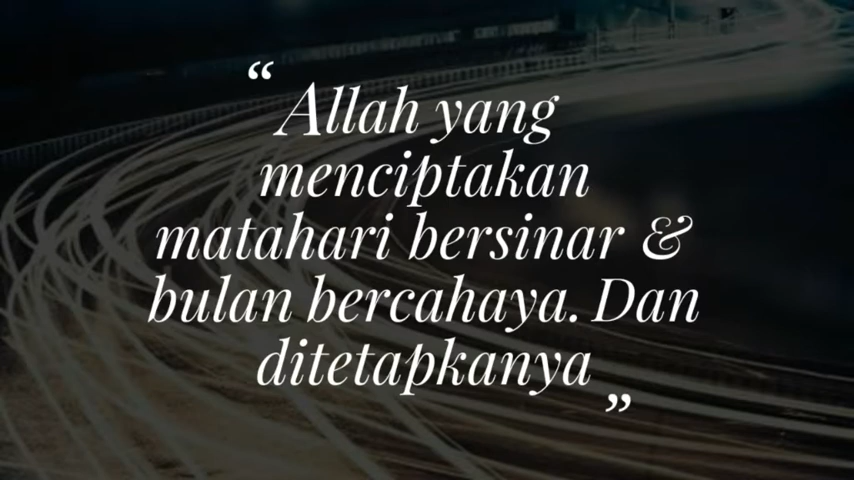 “ Allah yang
menciptakan
matahari bersinar &
bulan bercahaya. Dan
ditetapkanya ”